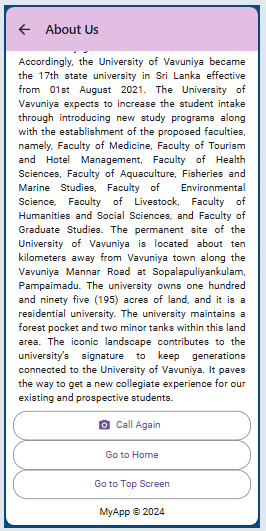 About Us
Accordingly, the University of Vavuniya became
the 17th state university in Sri Lanka effective
from 01st August 2021. The University of
Vavuniya expects to increase the student intake
through introducing new study programs along
with the establishment of the proposed faculties,
namely, Faculty of Medicine, Faculty of Tourism
and Hotel Management, Faculty of Health
Sciences, Faculty of Aquaculture, Fisheries and
Marine Studies, Faculty of Environmental
Science, Faculty of Livestock, Faculty of
Humanities and Social Sciences, and Faculty of
Graduate Studies. The permanent site of the
University of Vavuniya is located about ten
kilometers away from Vavuniya town along the
Vavuniya Mannar Road at Sopalapuliyankulam,
Pampaimadu. The university owns one hundred
and ninety five (195) acres of land, and it is a
residential university. The university maintains a
forest pocket and two minor tanks within this land
area. The iconic landscape contributes to the
university's signature to keep generations
connected to the University of Vavuniya. It paves
the way to get a new collegiate experience for our
existing and prospective students.
Call Again
Go to Home
Go to Top Screen
MyApp © 2024